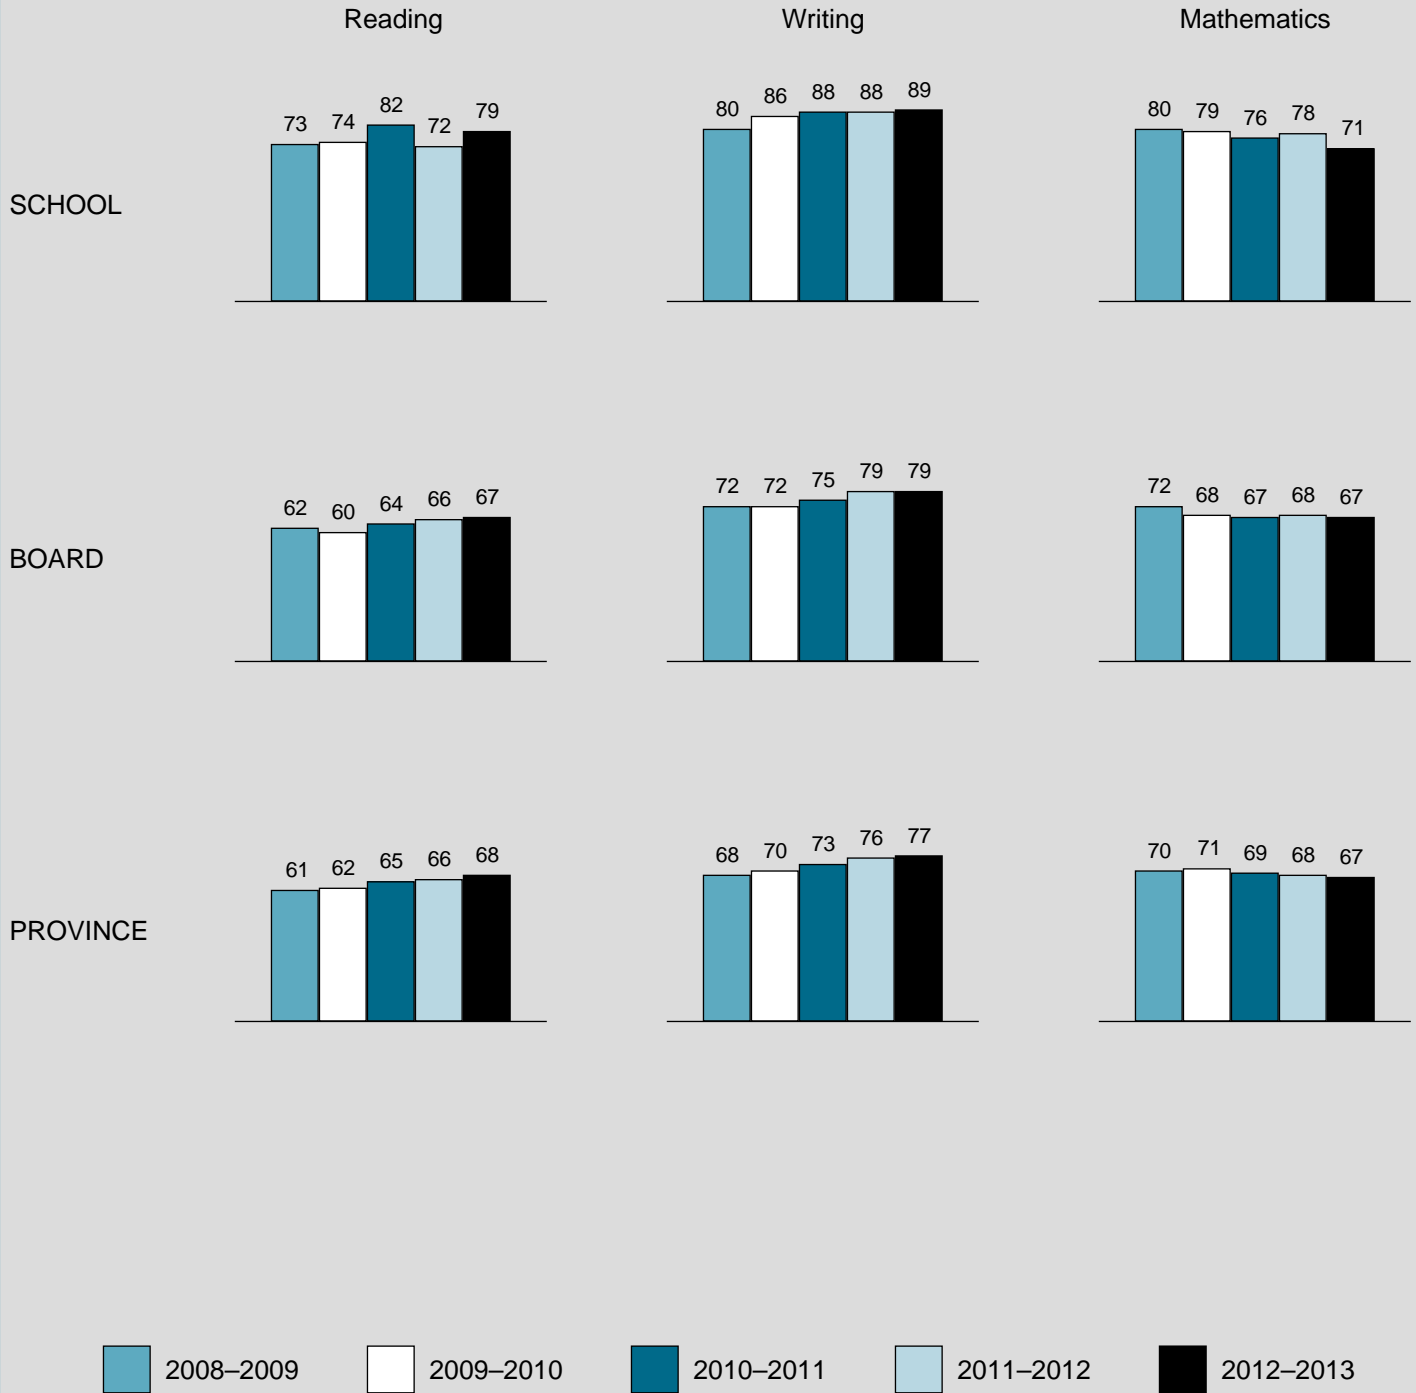 Reading Writing Mathematics
73 74 82 72 79 80 86 88 88 89 80 79 76 78 71
SCHOOL
62 60 64 66 67 72 72 75 79 79 72 68 67 68 67
BOARD
61 62 65 66 68 68 70 73 76 77 70 71 69 68 67
PROVINCE
2008–2009 2009–2010 2010–2011 2011–2012 2012–2013